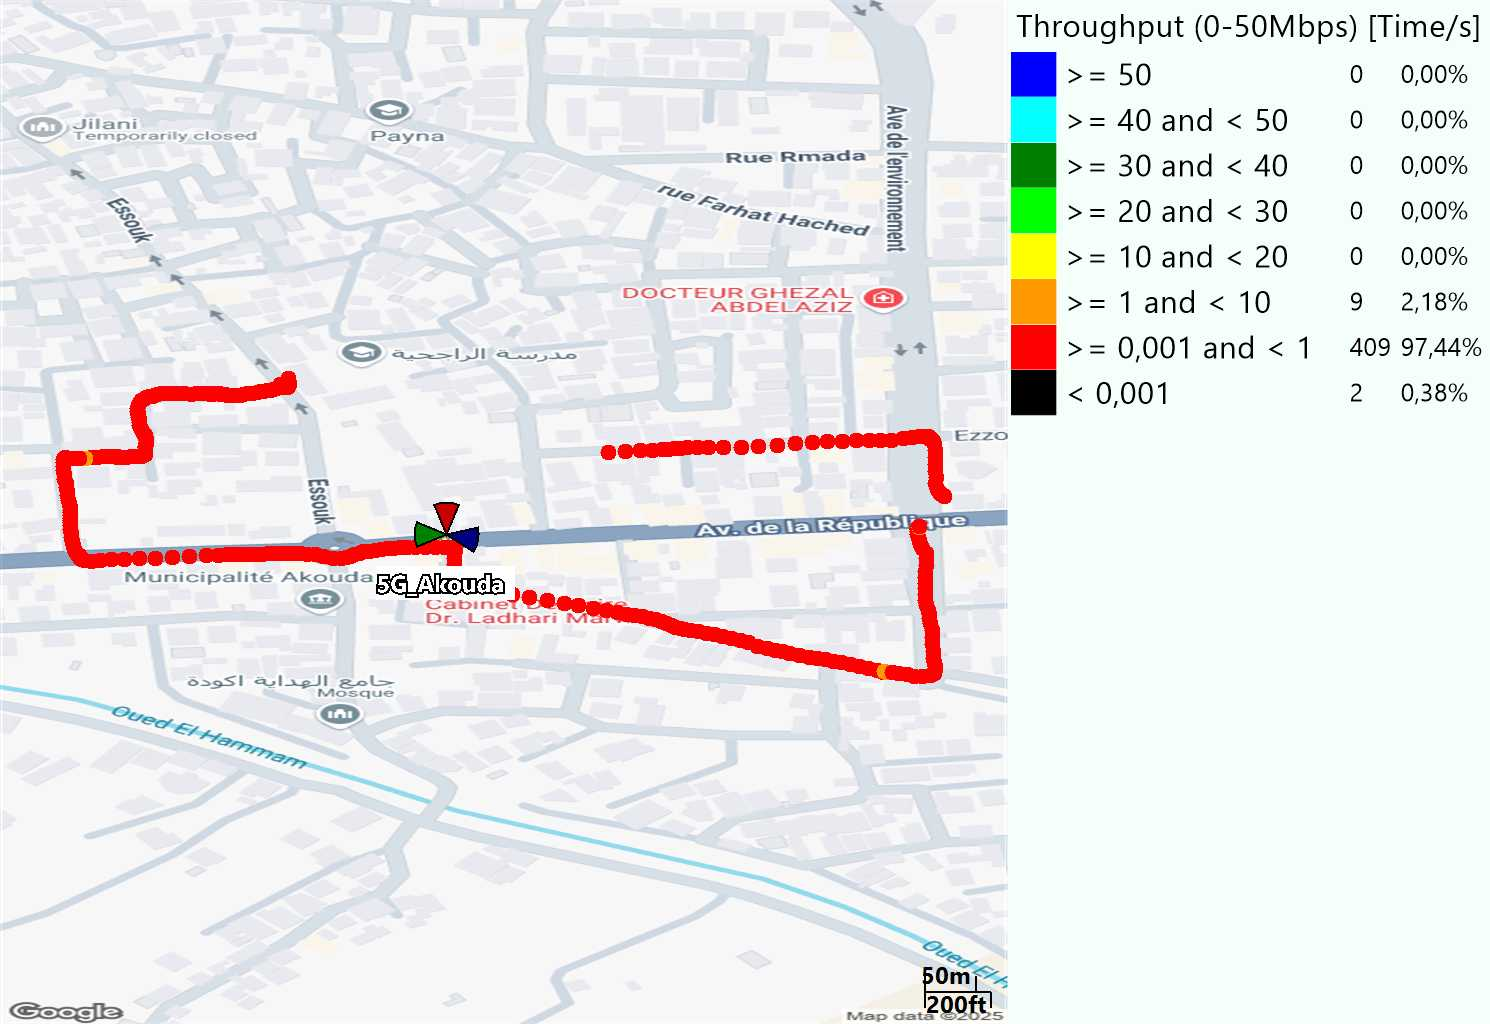 Throughput (0-50Mbps) [Time/s]
>= 50 0 0,00%
>= 40 and < 50 0 0,00%
>= 30 and < 40 0 0,00%
>= 20 and < 30 0 0,00%
>= 10 and < 20 0 0,00%
>= 1 and < 10 9 2,18%
>= 0,001 and < 1 409 97,44%
< 0,001 2 0,38%
Jilani
Temporarily closed
Payna
Ave de l'environnement
Rue Rmada
rue Farhat Hached
Essouk
DOCTEUR GHEZAL
ABDELAZIZ
مدرسة الراجحية
Ezzo
Essouk
Av. de la République
Municipalité Akouda
5G_Akouda
Cabinet
Dr. Ladhari
جامع الهداية اكودة
Mosque
Oued El Hammam
Oued El H
50m
200ft
Google
Map data ©2025